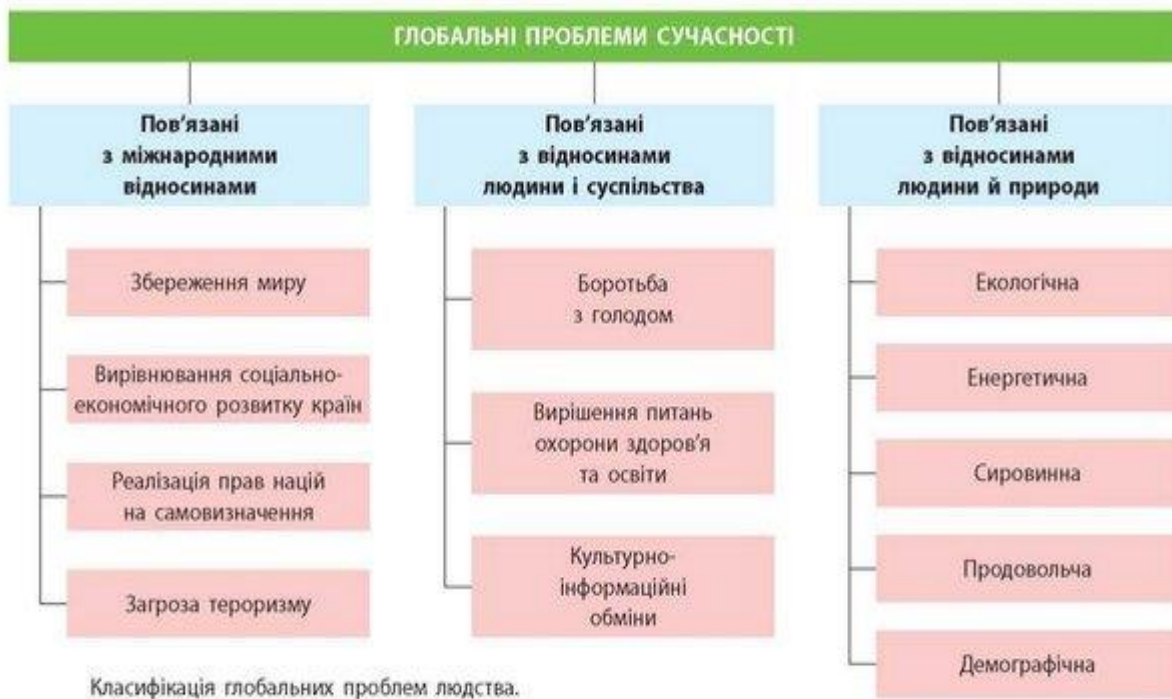 ГЛОБАЛЬНІ ПРОБЛЕМИ СУЧАСНОСТІ
Пов’язані
з міжнародними
відносинами
Збереження миру
Вирівнювання соціально-
економічного розвитку країн
Реалізація прав націй
на самовизначення
Загроза тероризму
Пов’язані
з відносинами
людини і суспільства
Боротьба
з голодом
Вирішення питань
охорони здоров’я
та освіти
Культурно-
інформаційні
обміни
Пов’язані
з відносинами
людини й природи
Екологічна
Енергетична
Сировинна
Продовольча
Демографічна
Класифікація глобальних проблем людства.